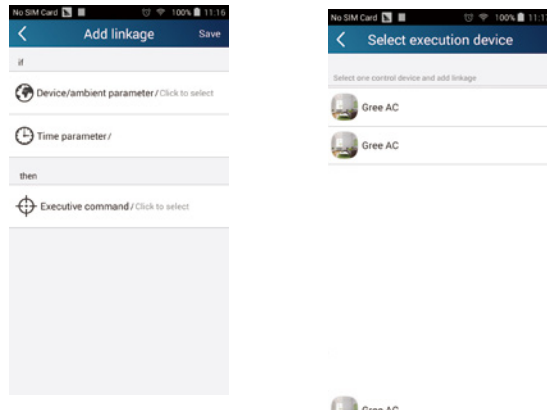 No SIM Card 100% 11:16
Add linkage Save
if
Device/ambient parameter/Click to select
Time parameter/
then
Executive command/Click to select
No SIM Card 100% 11:17
Select execution device
Select one control device and add linkage
Gree AC
Gree AC
Gree AC